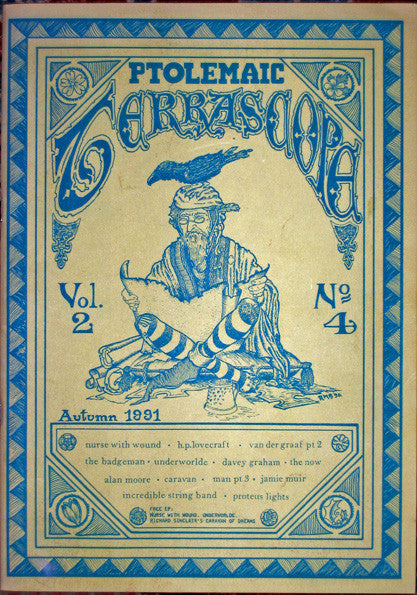 PTOLEMAIC
TERRASCOPE
Vol.
2
No
4
Autumn 1991
nurse with wound · h.p.lovecraft · van der graaf pt 2
the badgeman · underworlde · davey graham · the now
alan moore · caravan · man pt 3 · jamie muir
incredible string band · proteus lights
FREE EP:
NURSE WITH WOUND, UNDERWORLDE,
RICHARD SINCLAIR'S CARAVAN OF DREAMS